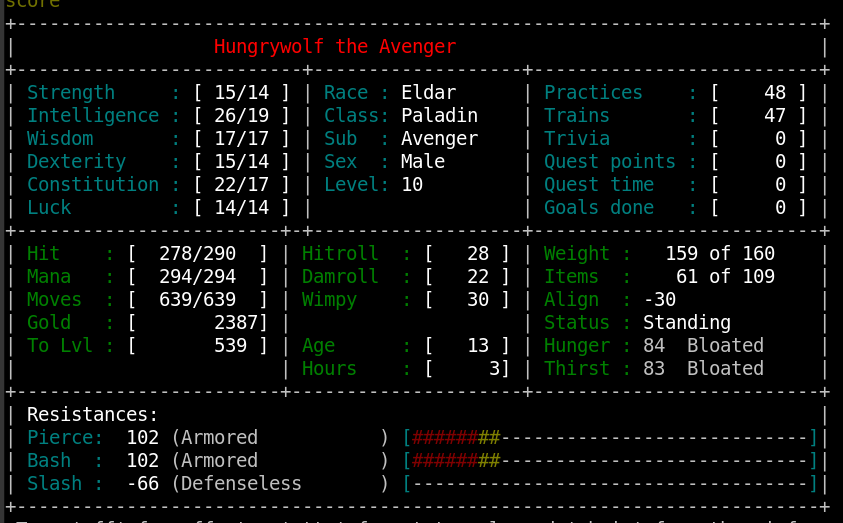 score
+--------------------------------------------------------------------------+
|                  Hungrywolf the Avenger                                  |
+---------------------------+-------------------+--------------------------+
| Strength     : [ 15/14 ] | Race : Eldar      | Practices    : [    48 ] |
| Intelligence : [ 26/19 ] | Class: Paladin    | Trains       : [    47 ] |
| Wisdom       : [ 17/17 ] | Sub  : Avenger    | Trivia       : [     0 ] |
| Dexterity    : [ 15/14 ] | Sex  : Male       | Quest points : [     0 ] |
| Constitution : [ 22/17 ] | Level: 10         | Quest time   : [     0 ] |
| Luck         : [ 14/14 ] |                   | Goals done   : [     0 ] |
+-------------------------+-+-------------------+--------------------------+
| Hit    : [  278/290  ] | Hitroll  : [   28 ] | Weight :   159 of 160    |
| Mana   : [  294/294  ] | Damroll  : [   22 ] | Items  :    61 of 109    |
| Moves  : [  639/639  ] | Wimpy    : [   30 ] | Align  : -30             |
| Gold   : [       2387] |                     | Status : Standing        |
| To Lvl : [       539 ] | Age      : [   13 ] | Hunger : 84  Bloated     |
|                        | Hours    : [     3] | Thirst : 83  Bloated     |
+-------------------------+---------------------+--------------------------+
| Resistances:                                                             |
| Pierce:  102 (Armored           ) [########----------------------------] |
| Bash  :  102 (Armored           ) [########----------------------------] |
| Slash :  -66 (Defenseless       ) [------------------------------------] |
+--------------------------------------------------------------------------+